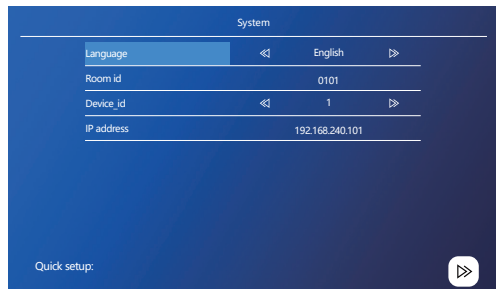 System
Language English
Room id 0101
Device_id 1
IP address 192.168.240.101
Quick setup: